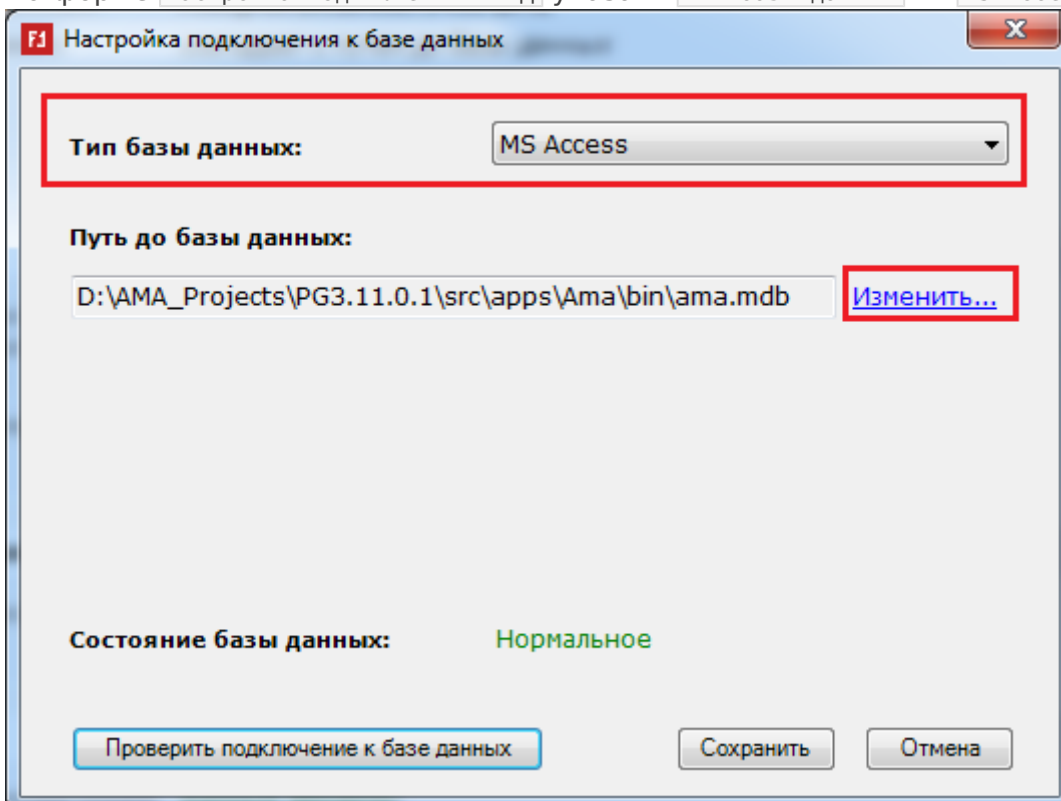 F1 Настройка подключения к базе данных
Тип базы данных: MS Access
Путь до базы данных:
D:\AMA_Projects\PG3.11.0.1\src\apps\Ama\bin\ama.mdb Изменить...
Состояние базы данных: Нормальное
Проверить подключение к базе данных Сохранить Отмена